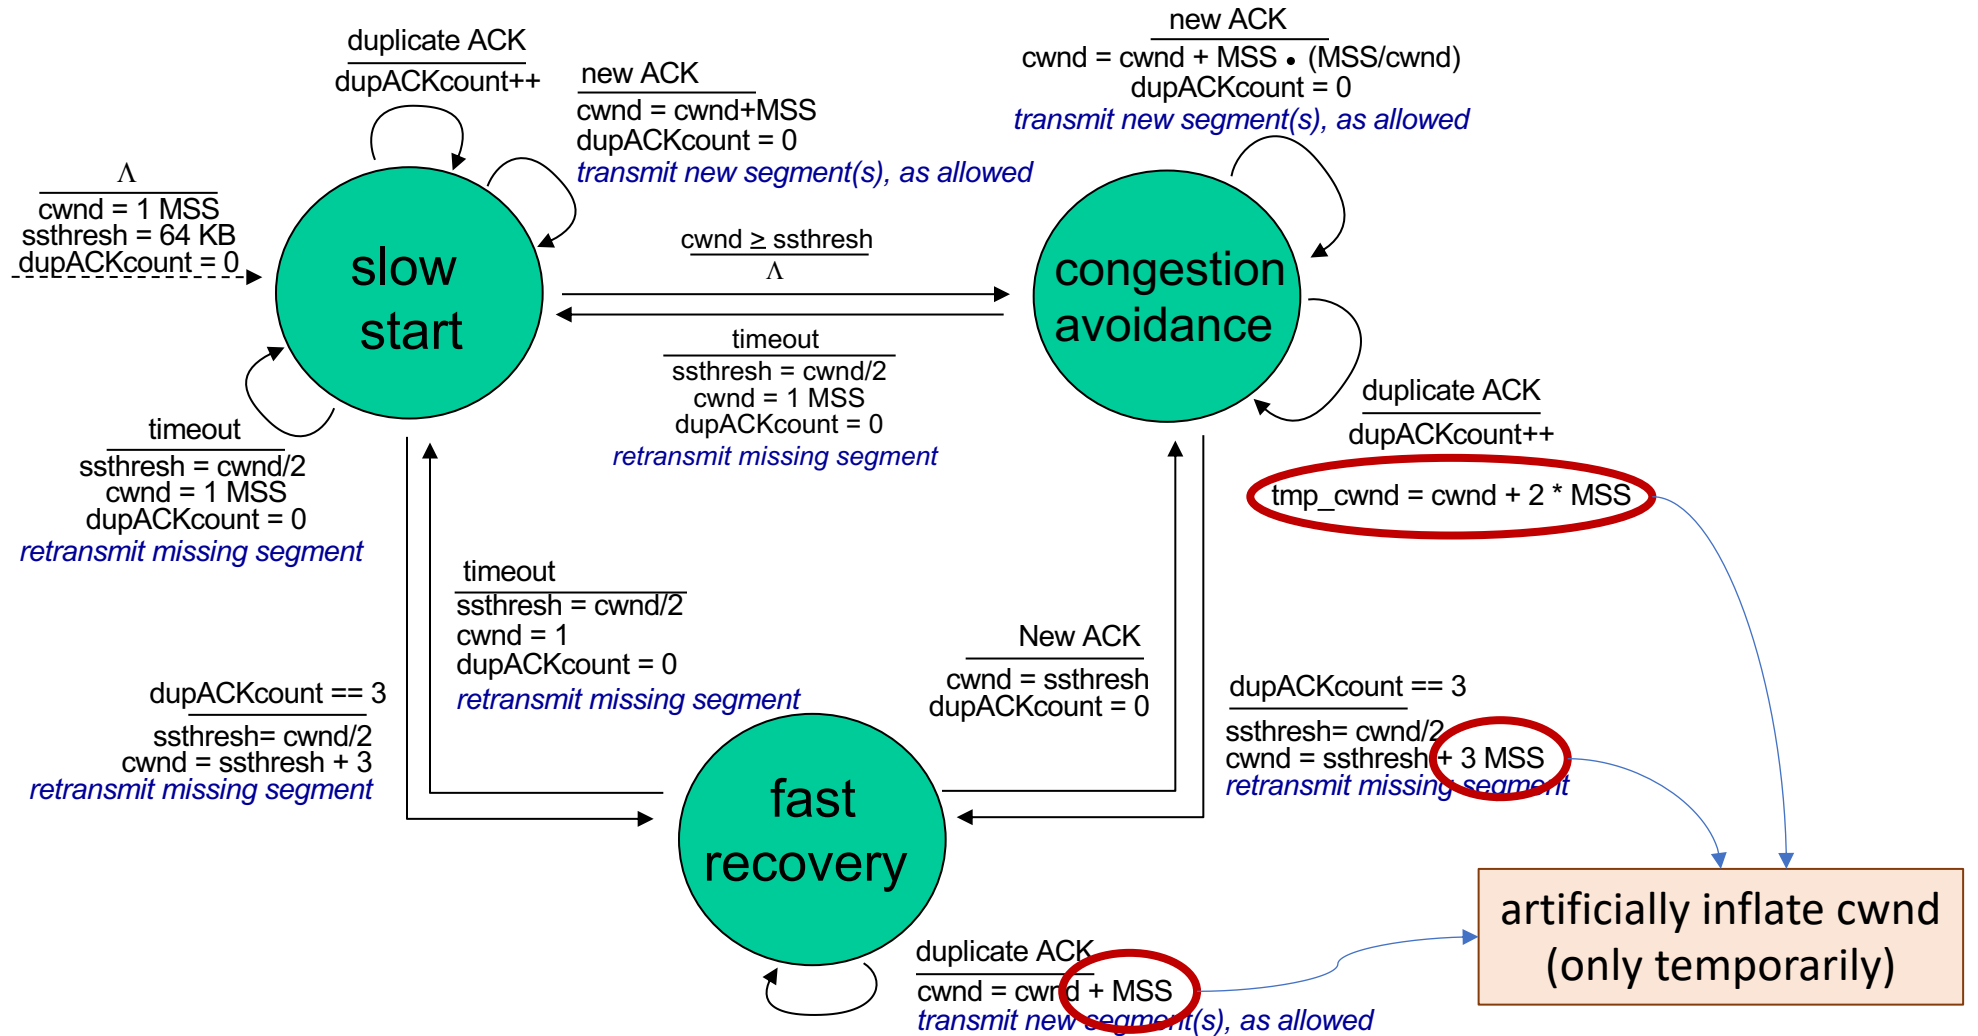 duplicate ACK
dupACKcount++
new ACK
cwnd = cwnd+MSS
dupACKcount = 0
transmit new segment(s), as allowed
new ACK
cwnd = cwnd + MSS • (MSS/cwnd)
dupACKcount = 0
transmit new segment(s), as allowed
Λ
cwnd = 1 MSS
ssthresh = 64 KB
dupACKcount = 0
slow
start
cwnd ≥ ssthresh
Λ
congestion
avoidance
timeout
ssthresh = cwnd/2
cwnd = 1 MSS
dupACKcount = 0
retransmit missing segment
timeout
ssthresh = cwnd/2
cwnd = 1 MSS
dupACKcount = 0
retransmit missing segment
duplicate ACK
dupACKcount++
tmp_cwnd = cwnd + 2 * MSS
timeout
ssthresh = cwnd/2
cwnd = 1
dupACKcount = 0
retransmit missing segment
New ACK
cwnd = ssthresh
dupACKcount = 0
dupACKcount == 3
ssthresh= cwnd/2
cwnd = ssthresh + 3
retransmit missing segment
dupACKcount == 3
ssthresh= cwnd/2
cwnd = ssthresh + 3 MSS
retransmit missing segment
fast
recovery
duplicate ACK
cwnd = cwnd + MSS
transmit new segment(s), as allowed
artificially inflate cwnd
(only temporarily)